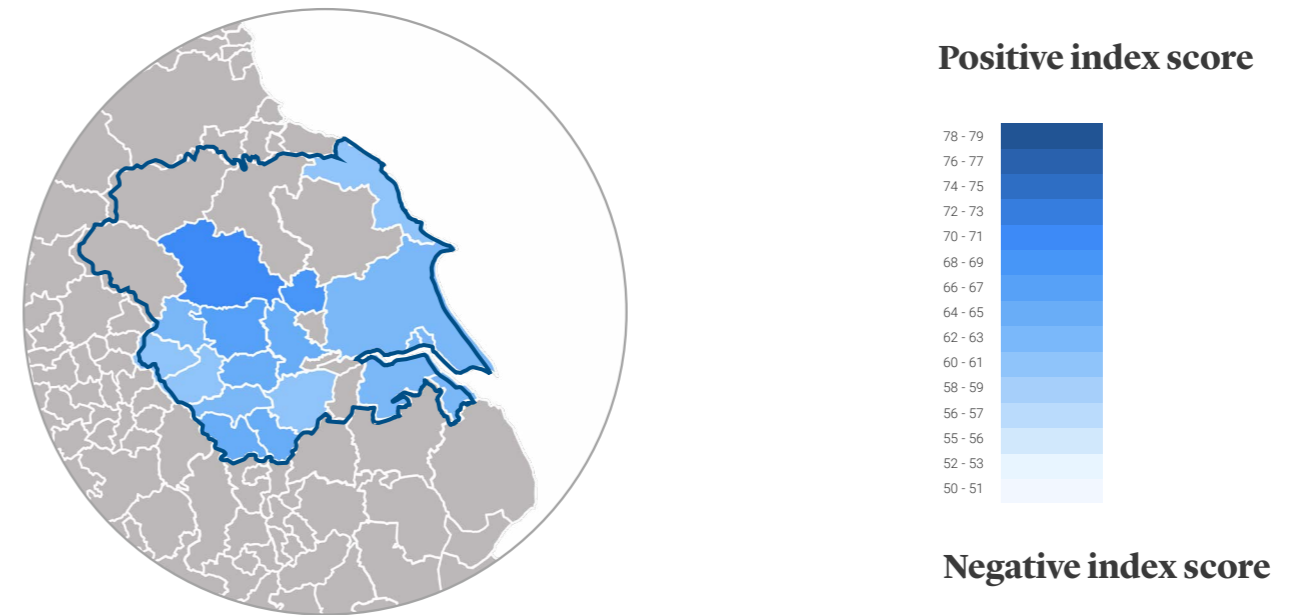 Positive index score
78 - 79
76 - 77
74 - 75
72 - 73
70 - 71
68 - 69
66 - 67
64 - 65
62 - 63
60 - 61
58 - 59
56 - 57
55 - 56
52 - 53
50 - 51
Negative index score